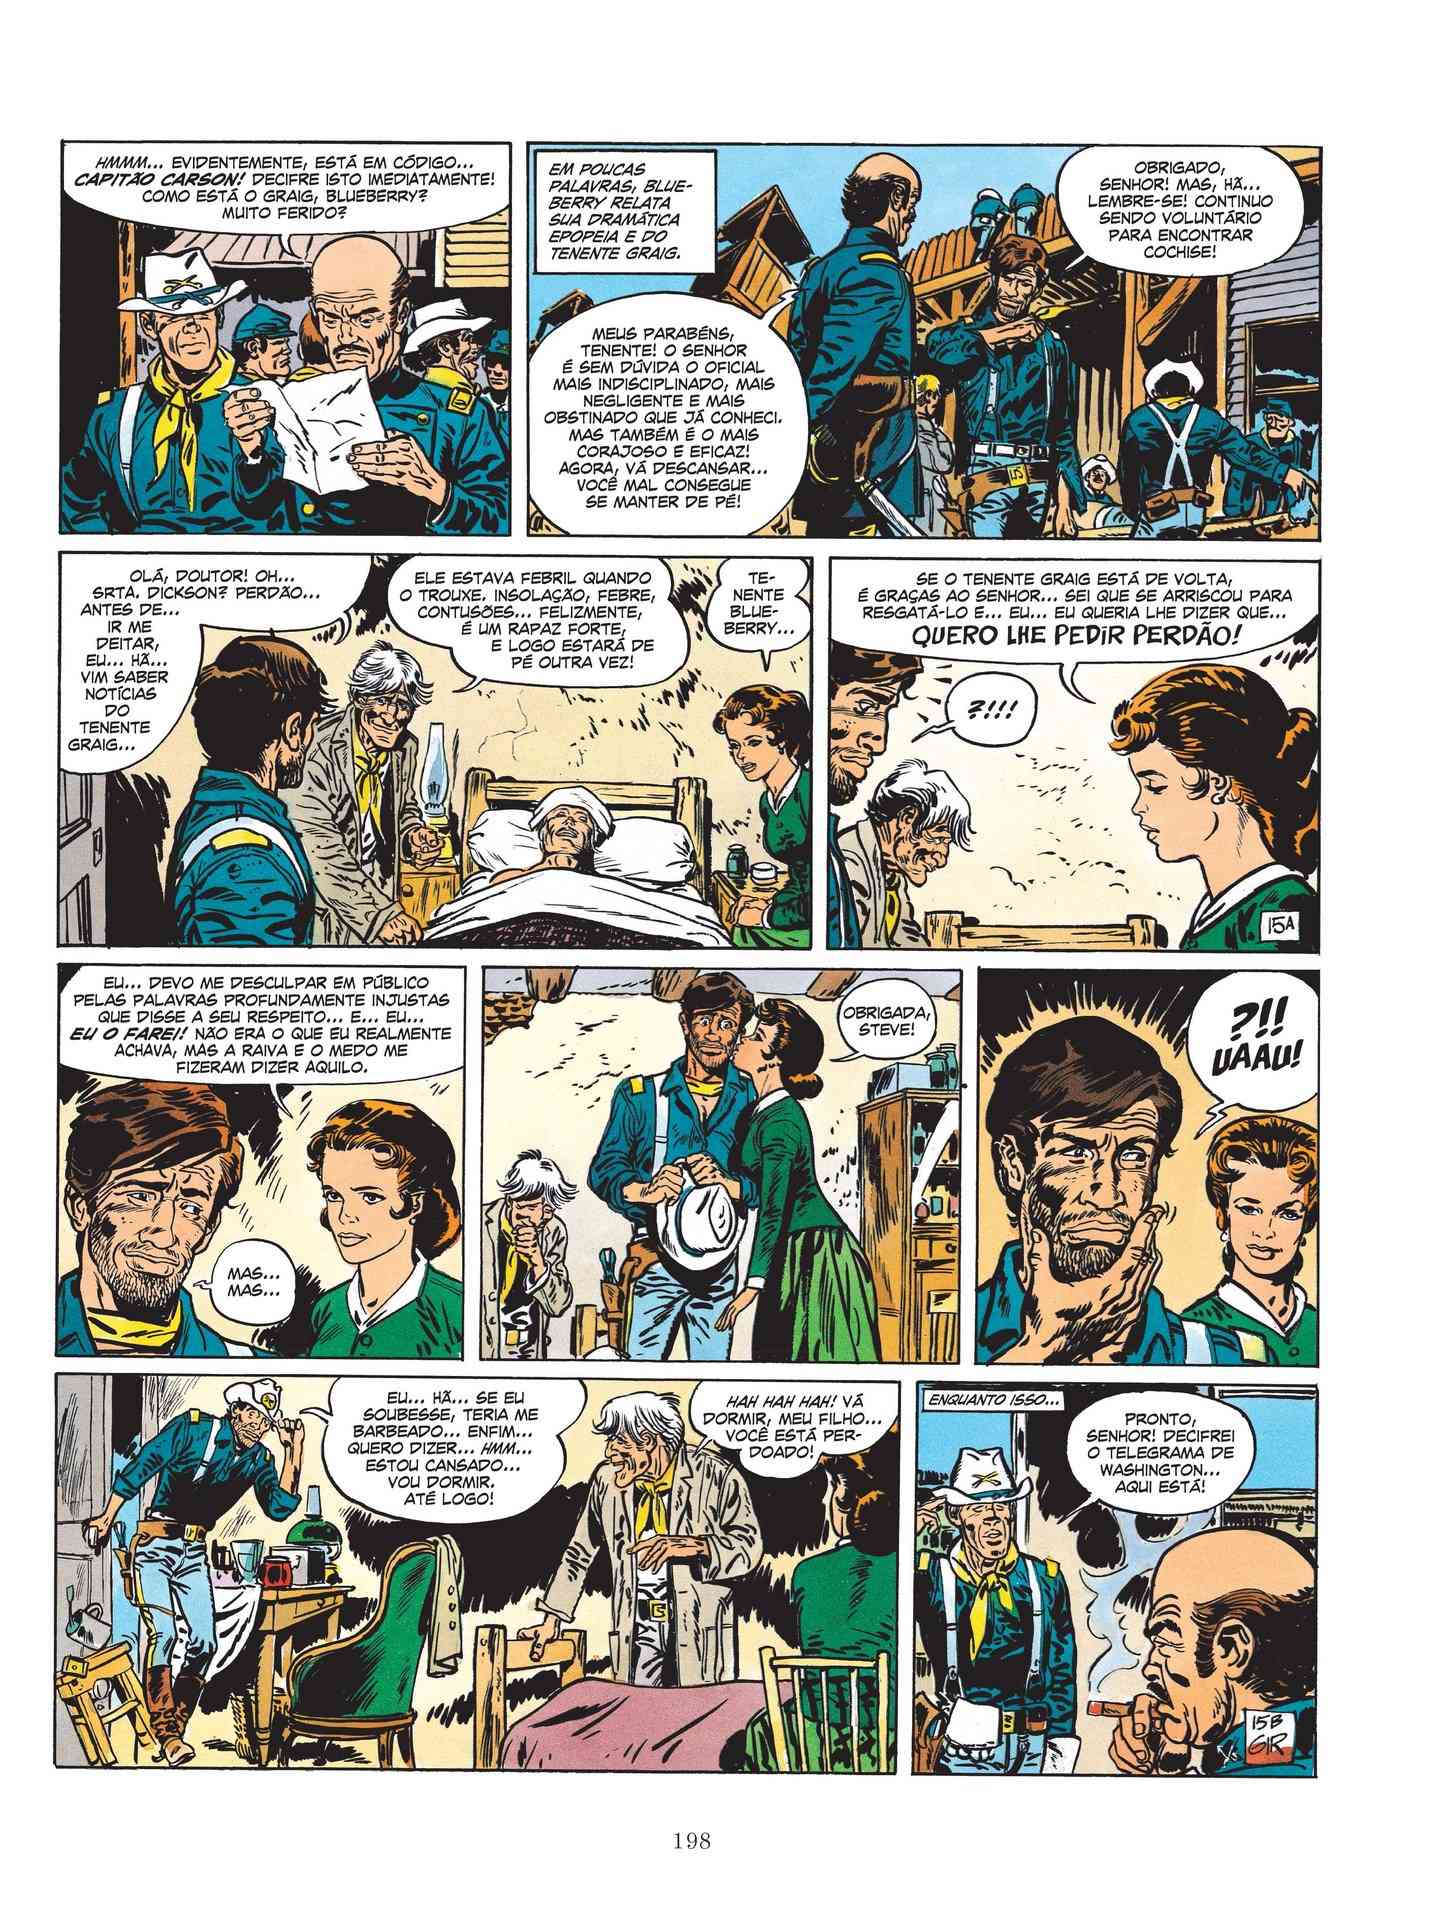 HMMM... EVIDENTEMENTE, ESTÁ EM CÓDIGO...
CAPITÃO CARSON! DECIFRE ISTO IMEDIATAMENTE!
COMO ESTÁ O GRAIG, BLUEBERRY?
MUITO FERIDO?
EM POUCAS
PALAVRAS, BLUE-
BERRY RELATA
SUA DRAMÁTICA
EPOPEIA E DO
TENENTE GRAIG.
MEUS PARABÉNS,
TENENTE! O SENHOR
É SEM DÚVIDA O OFICIAL
MAIS INDISCIPLINADO, MAIS
NEGLIGENTE E MAIS
OBSTINADO QUE JÁ CONHECI.
MAS TAMBÉM É O MAIS
CORAJOSO E EFICAZ!
AGORA, VÁ DESCANSAR...
VOCÊ MAL CONSEGUE
SE MANTER DE PÉ!
OBRIGADO,
SENHOR! MAS, HÃ...
LEMBRE-SE! CONTINUO
SENDO VOLUNTÁRIO
PARA ENCONTRAR
COCHISE!
OLÁ, DOUTOR! OH...
SRTA. DICKSON? PERDÃO...
ANTES DE...
IR ME
DEITAR,
EU... HÃ...
VIM SABER
NOTÍCIAS
DO
TENENTE
GRAIG...
ELE ESTAVA FEBRIL QUANDO
O TROUXE. INSOLAÇÃO, FEBRE,
CONTUSÕES... FELIZMENTE,
É UM RAPAZ FORTE,
E LOGO ESTARÁ DE
PÉ OUTRA VEZ!
TE-
NENTE
BLUE-
BERRY...
SE O TENENTE GRAIG ESTÁ DE VOLTA,
É GRAÇAS AO SENHOR... SEI QUE SE ARRISCOU PARA
RESGATÁ-LO E... EU... EU QUERIA LHE DIZER QUE...
QUERO LHE PEDIR PERDÃO!
?!!!
15A
EU... DEVO ME DESCULPAR EM PÚBLICO
PELAS PALAVRAS PROFUNDAMENTE INJUSTAS
QUE DISSE A SEU RESPEITO... E... EU...
EU O FAREI! NÃO ERA O QUE EU REALMENTE
ACHAVA, MAS A RAIVA E O MEDO ME
FIZERAM DIZER AQUILO.
MAS...
MAS...
OBRIGADA,
STEVE!
?!!
UAAU!
EU... HÃ... SE EU
SOUBESSE, TERIA ME
BARBEADO... ENFIM...
QUERO DIZER... HMM...
ESTOU CANSADO...
VOU DORMIR.
ATÉ LOGO!
HAH HAH HAH! VÁ
DORMIR, MEU FILHO...
VOCÊ ESTÁ PER-
DOADO!
ENQUANTO ISSO...
PRONTO,
SENHOR! DECIFREI
O TELEGRAMA DE
WASHINGTON...
AQUI ESTÁ!
15B
GIR
198